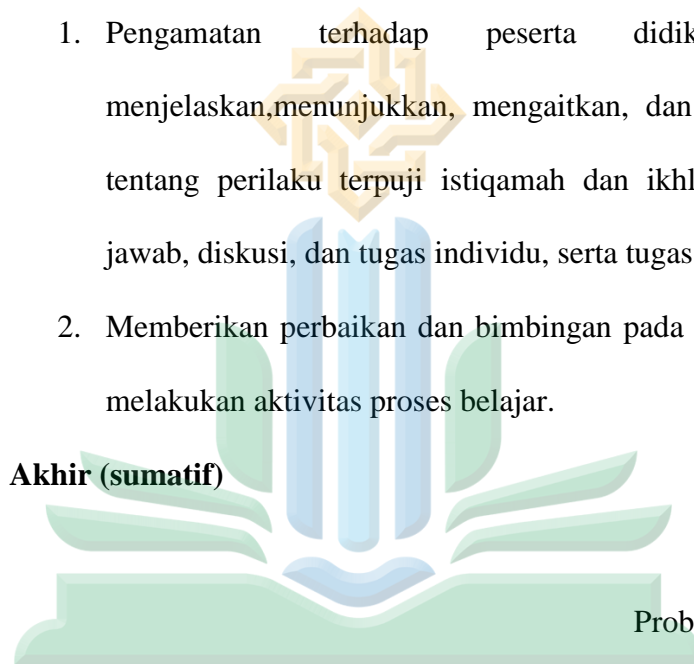 1. Pengamatan terhadap peserta didik
menjelaskan,menunjukkan, mengaitkan, dan
tentang perilaku terpuji istiqamah dan ikhl
jawab, diskusi, dan tugas individu, serta tugas
2. Memberikan perbaikan dan bimbingan pada
melakukan aktivitas proses belajar.
Akhir (sumatif)
Prob